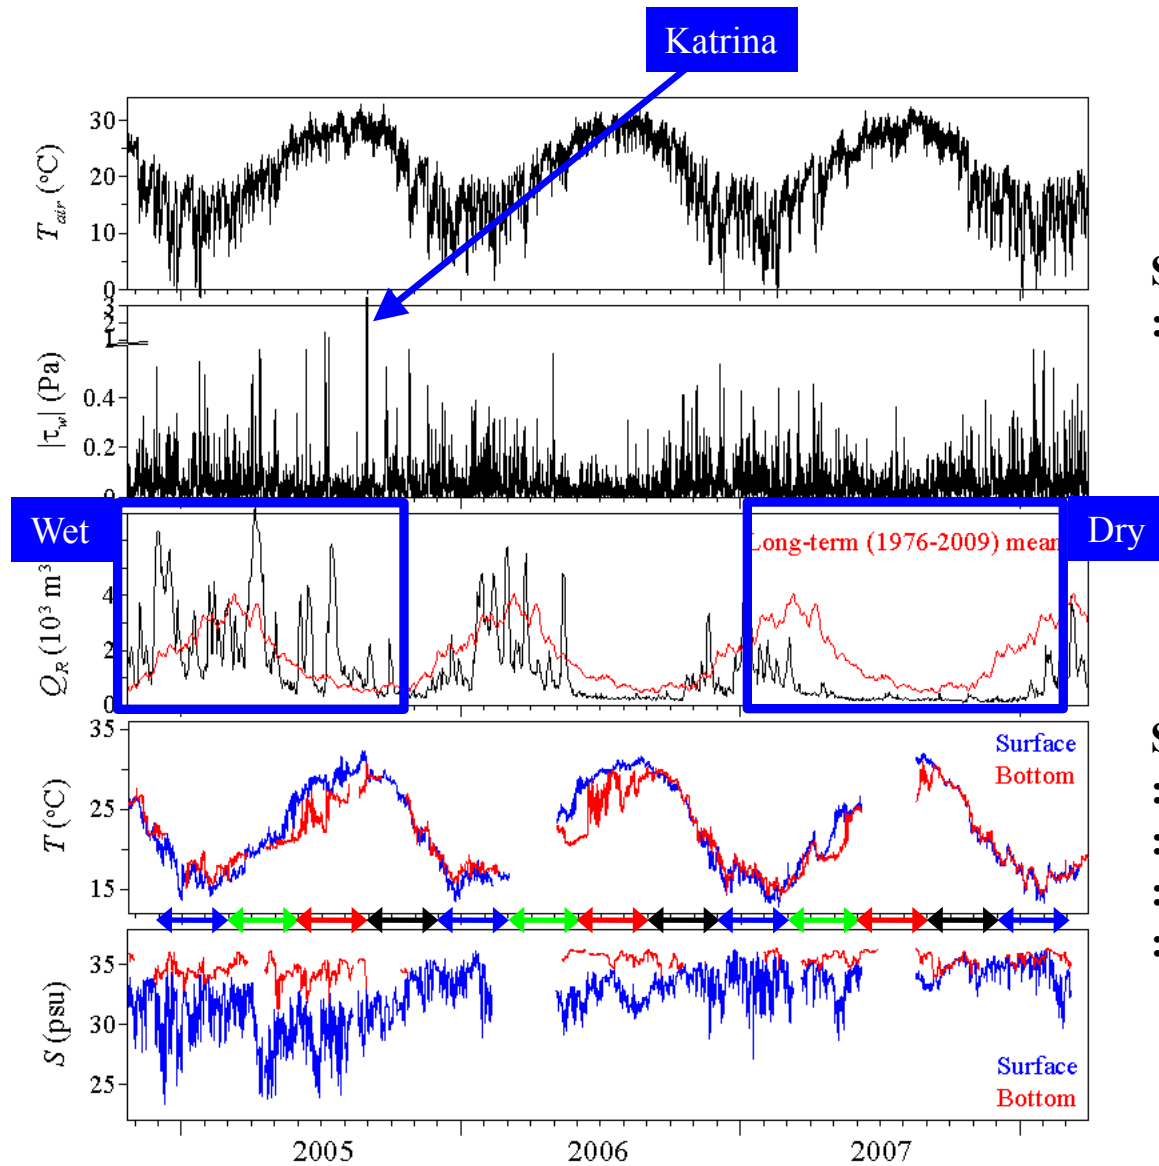 Katrina
30
20
10
0
T_air (°C)
3
2
1
0.4
0.2
0
|τ_w| (Pa)
Wet
Dry
Long-term (1976-2009) mean
4
2
0
Q_R (10³ m³
35
25
15
T (°C)
Surface
Bottom
35
30
25
S (psu)
Surface
Bottom
2005
2006
2007
S
:
S
:
:
:
: